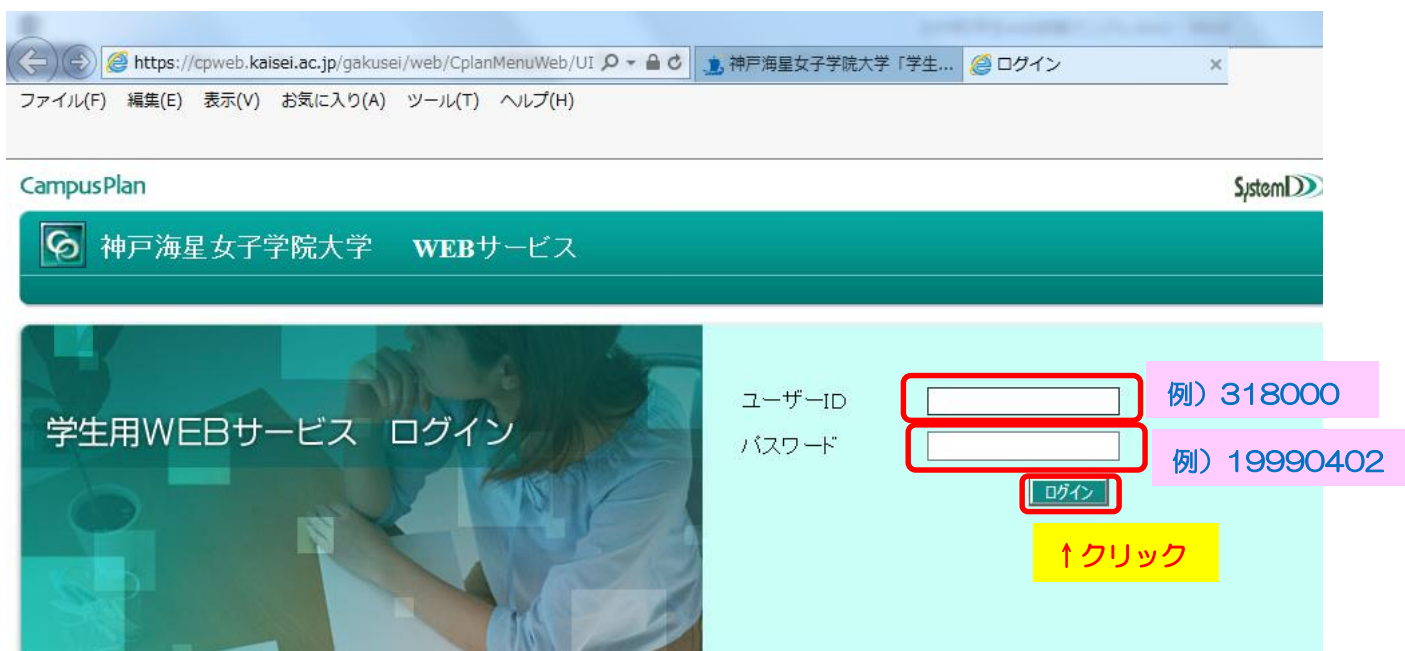 https://cpweb.kaisei.ac.jp/gakusei/web/CplanMenuWeb/UI
神戸海星女子学院大学「学生...
ログイン
ファイル(F) 編集(E) 表示(V) お気に入り(A) ツール(T) ヘルプ(H)
CampusPlan
SystemD
神戸海星女子学院大学 WEBサービス
学生用WEBサービス ログイン
ユーザーID
例）318000
パスワード
例）19990402
ログイン
↑クリック